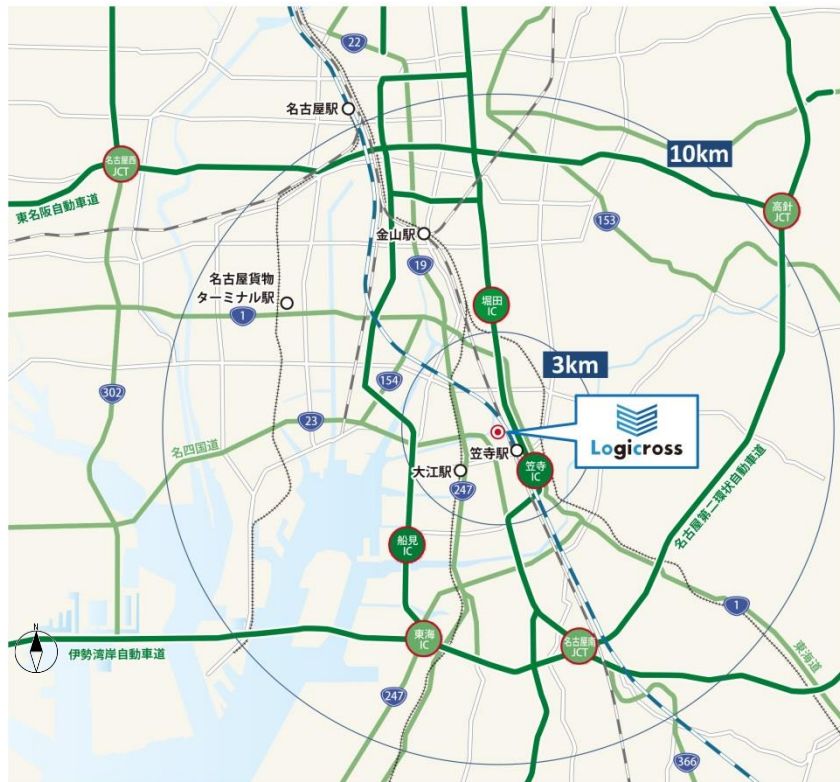 22
名古屋駅
10km
名古屋西
JCT
東名阪自動車道
高針
JCT
153
金山駅
19
名古屋貨物
ターミナル駅
堀田
IC
1
3km
154
302
23
Logicross
名四国道
笠寺駅
大江駅
笠寺
IC
247
名古屋第二環状自動車道
船見
IC
1
N
東海
IC
名古屋南
JCT
伊勢湾岸自動車道
東海道
247
366